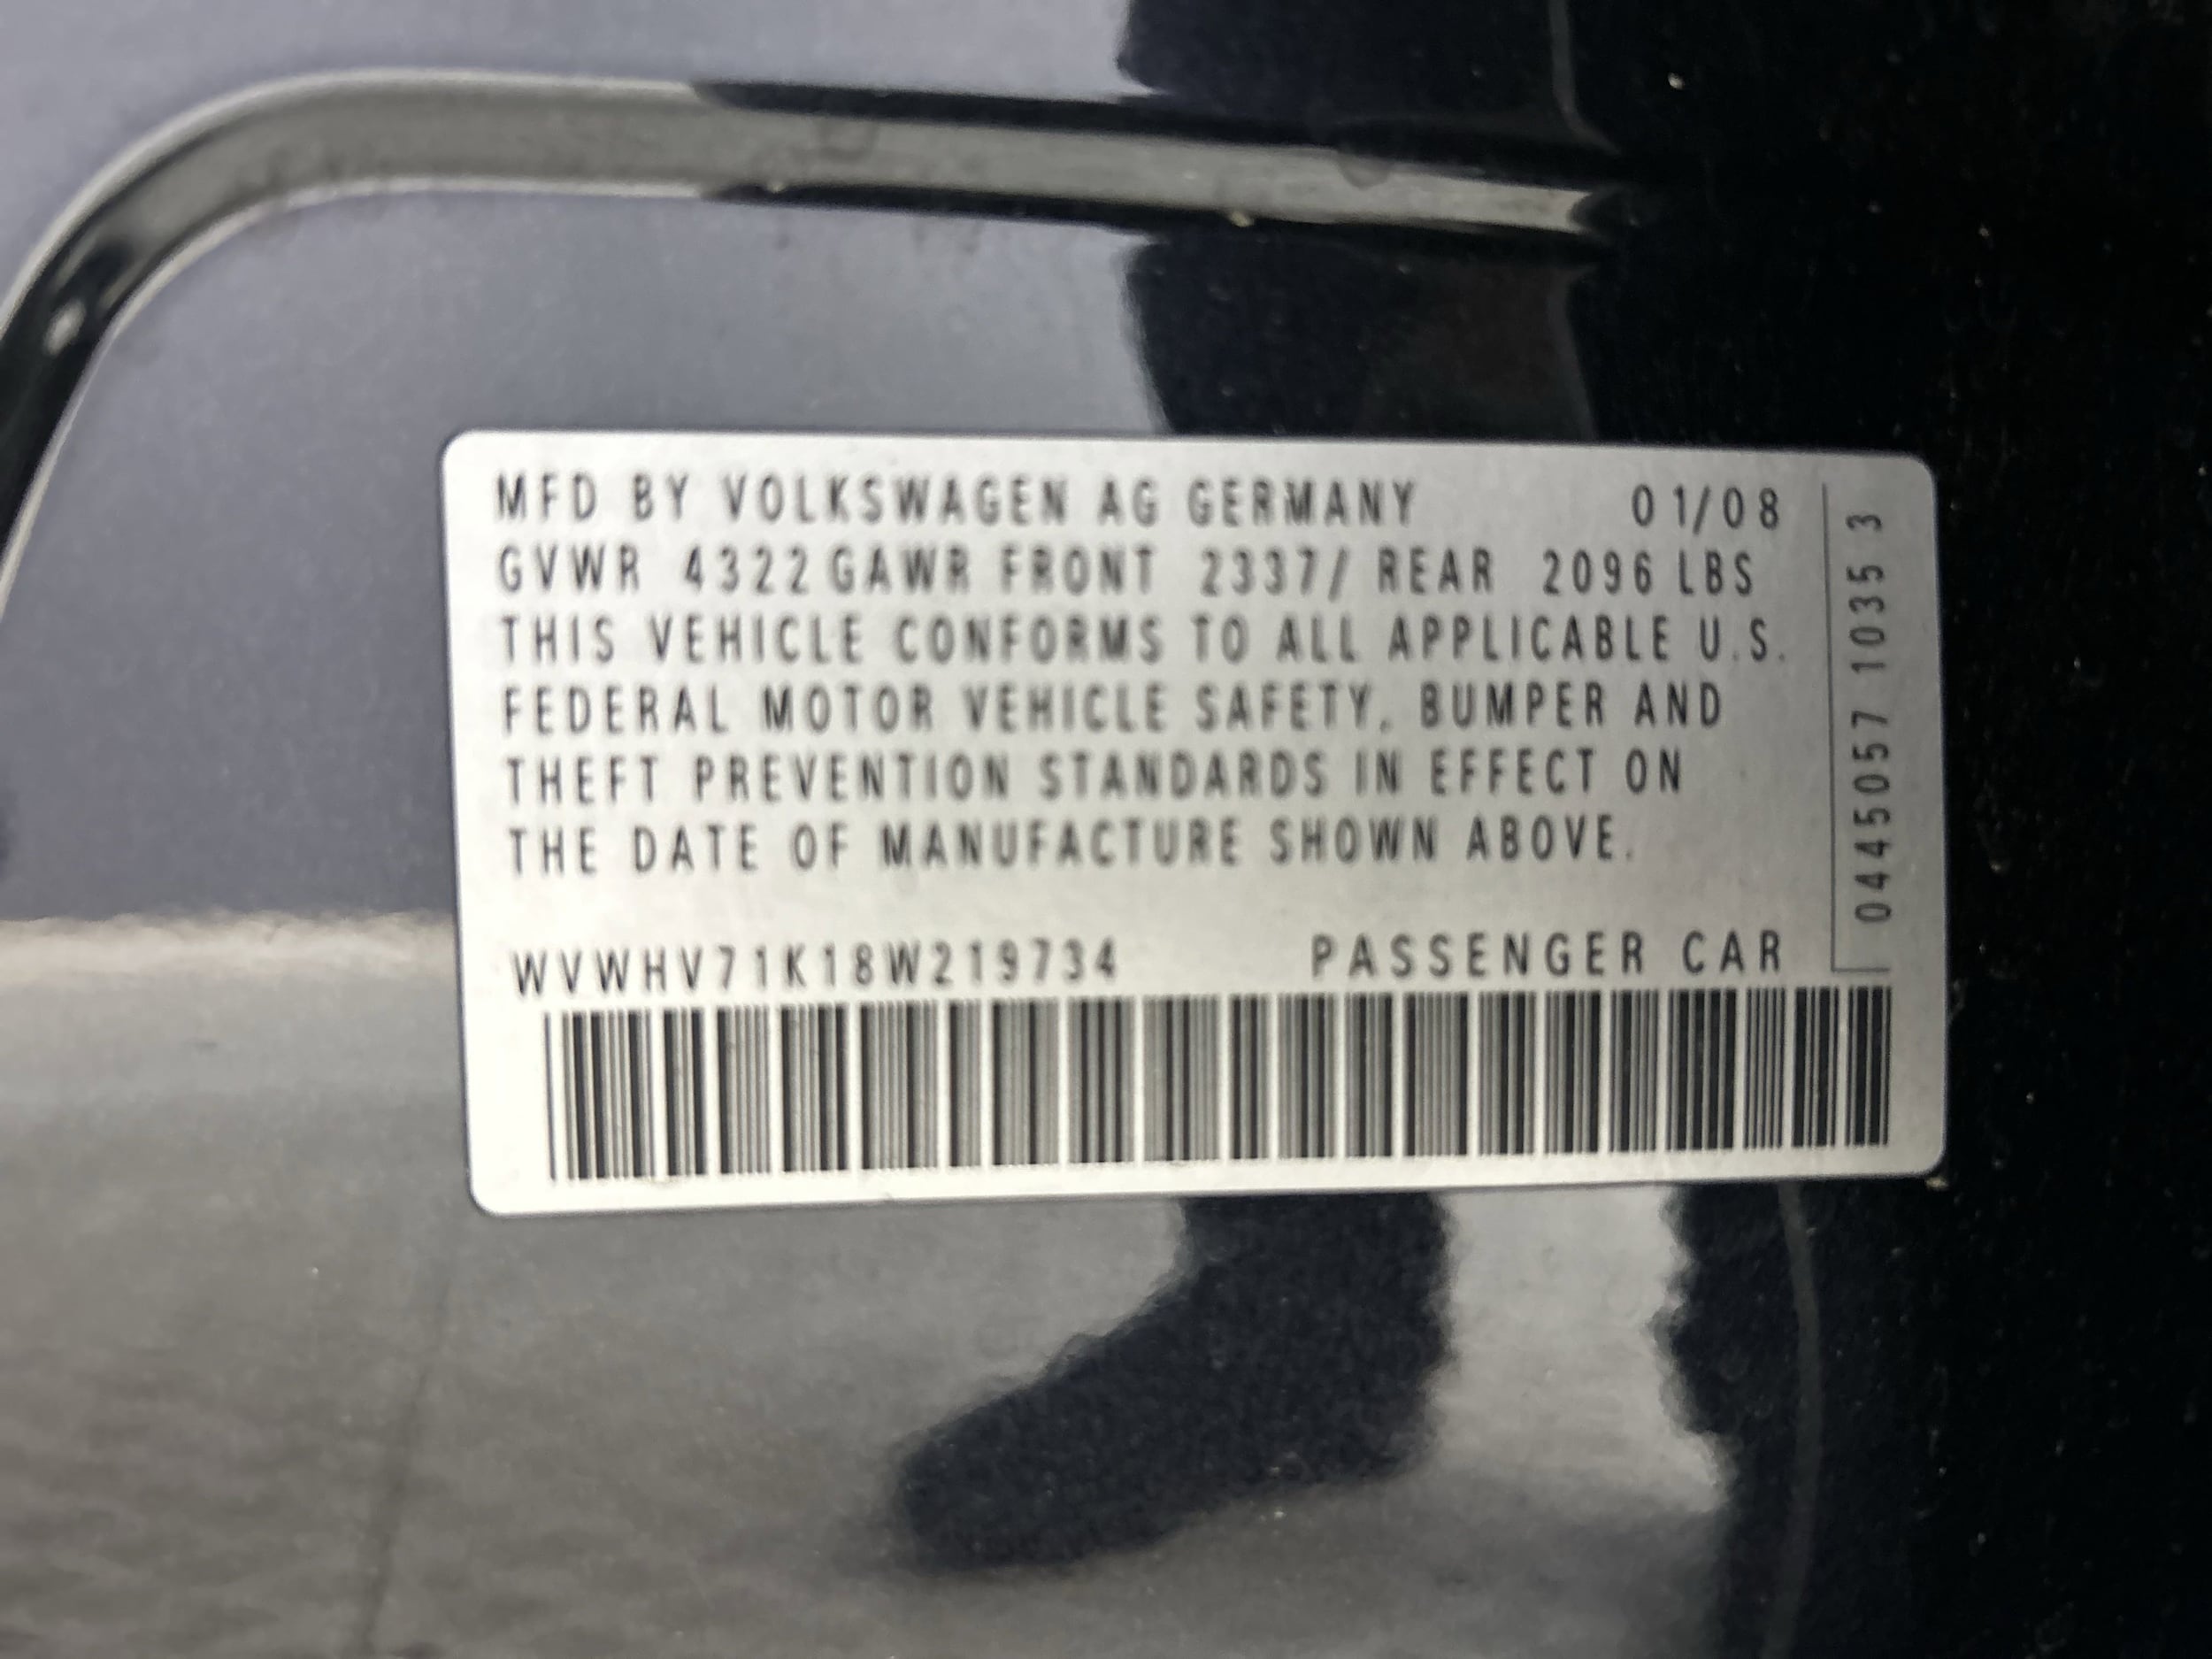 MFD BY VOLKSWAGEN AG GERMANY 01/08
GVWR 4322 GAWR FRONT 2337/ REAR 2096 LBS
THIS VEHICLE CONFORMS TO ALL APPLICABLE U.S.
FEDERAL MOTOR VEHICLE SAFETY, BUMPER AND
THEFT PREVENTION STANDARDS IN EFFECT ON
THE DATE OF MANUFACTURE SHOWN ABOVE.
WVWHV71K18W219734 PASSENGER CAR
0445057 1035 3